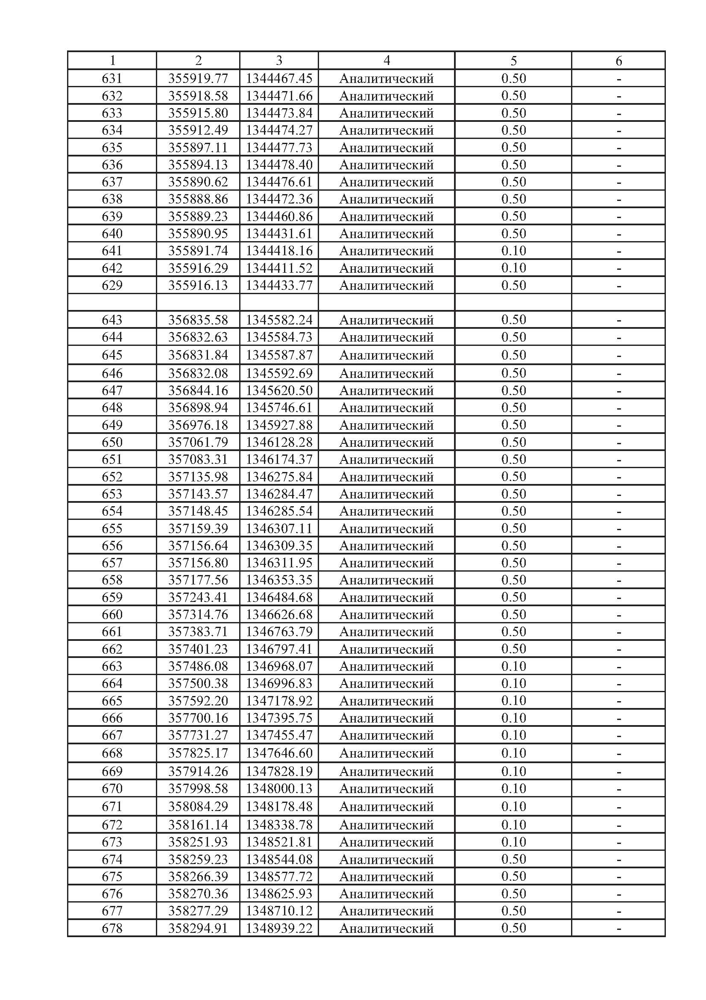 1 2 3 4 5 6
631 355919.77 1344467.45 Аналитический 0.50 -
632 355918.58 1344471.66 Аналитический 0.50 -
633 355915.80 1344473.84 Аналитический 0.50 -
634 355912.49 1344474.27 Аналитический 0.50 -
635 355897.11 1344477.73 Аналитический 0.50 -
636 355894.13 1344478.40 Аналитический 0.50 -
637 355890.62 1344476.61 Аналитический 0.50 -
638 355888.86 1344472.36 Аналитический 0.50 -
639 355889.23 1344460.86 Аналитический 0.50 -
640 355890.95 1344431.61 Аналитический 0.50 -
641 355891.74 1344418.16 Аналитический 0.10 -
642 355916.29 1344411.52 Аналитический 0.10 -
629 355916.13 1344433.77 Аналитический 0.50 -
643 356835.58 1345582.24 Аналитический 0.50 -
644 356832.63 1345584.73 Аналитический 0.50 -
645 356831.84 1345587.87 Аналитический 0.50 -
646 356832.08 1345592.69 Аналитический 0.50 -
647 356844.16 1345620.50 Аналитический 0.50 -
648 356898.94 1345746.61 Аналитический 0.50 -
649 356976.18 1345927.88 Аналитический 0.50 -
650 357061.79 1346128.28 Аналитический 0.50 -
651 357083.31 1346174.37 Аналитический 0.50 -
652 357135.98 1346275.84 Аналитический 0.50 -
653 357143.57 1346284.47 Аналитический 0.50 -
654 357148.45 1346285.54 Аналитический 0.50 -
655 357159.39 1346307.11 Аналитический 0.50 -
656 357156.64 1346309.35 Аналитический 0.50 -
657 357156.80 1346311.95 Аналитический 0.50 -
658 357177.56 1346353.35 Аналитический 0.50 -
659 357243.41 1346484.68 Аналитический 0.50 -
660 357314.76 1346626.68 Аналитический 0.50 -
661 357383.71 1346763.79 Аналитический 0.50 -
662 357401.23 1346797.41 Аналитический 0.50 -
663 357486.08 1346968.07 Аналитический 0.10 -
664 357500.38 1346996.83 Аналитический 0.10 -
665 357592.20 1347178.92 Аналитический 0.10 -
666 357700.16 1347395.75 Аналитический 0.10 -
667 357731.27 1347455.47 Аналитический 0.10 -
668 357825.17 1347646.60 Аналитический 0.10 -
669 357914.26 1347828.19 Аналитический 0.10 -
670 357998.58 1348000.13 Аналитический 0.10 -
671 358084.29 1348178.48 Аналитический 0.10 -
672 358161.14 1348338.78 Аналитический 0.10 -
673 358251.93 1348521.81 Аналитический 0.10 -
674 358259.23 1348544.08 Аналитический 0.50 -
675 358266.39 1348577.72 Аналитический 0.50 -
676 358270.36 1348625.93 Аналитический 0.50 -
677 358277.29 1348710.12 Аналитический 0.50 -
678 358294.91 1348939.22 Аналитический 0.50 -